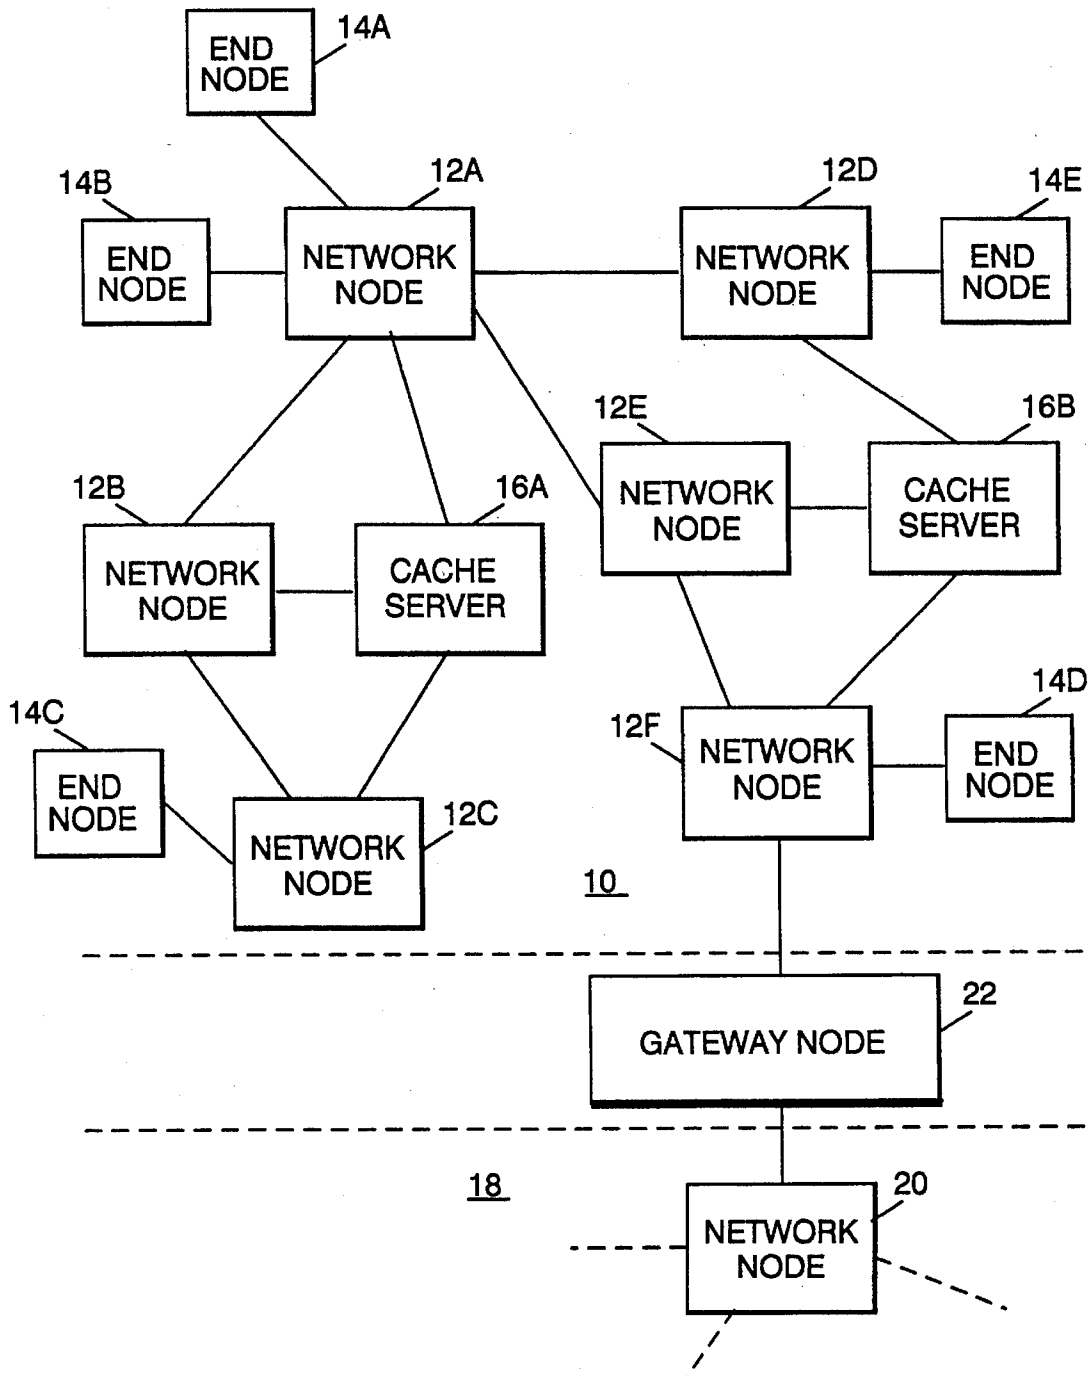 14A
END
NODE
12A
12D
14B
14E
END
NODE
NETWORK
NODE
NETWORK
NODE
END
NODE
12E
16B
12B
16A
NETWORK
NODE
CACHE
SERVER
NETWORK
NODE
CACHE
SERVER
14C
12F
14D
END
NODE
NETWORK
NODE
END
NODE
12C
NETWORK
NODE
10
22
GATEWAY NODE
18
20
NETWORK
NODE